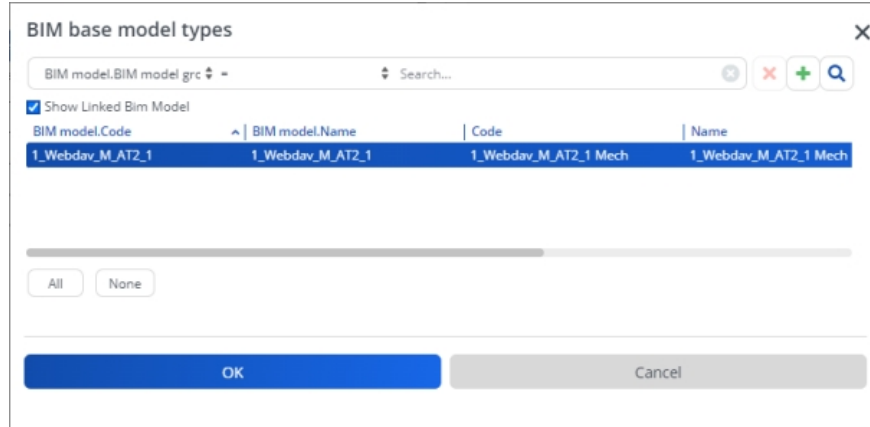 BIM base model types
BIM model.BIM model grc = Search...
Show Linked Bim Model
BIM model.Code BIM model.Name Code Name
1_Webdav_M_AT2_1 1_Webdav_M_AT2_1 1_Webdav_M_AT2_1 Mech 1_Webdav_M_AT2_1 Mech
All None
OK Cancel